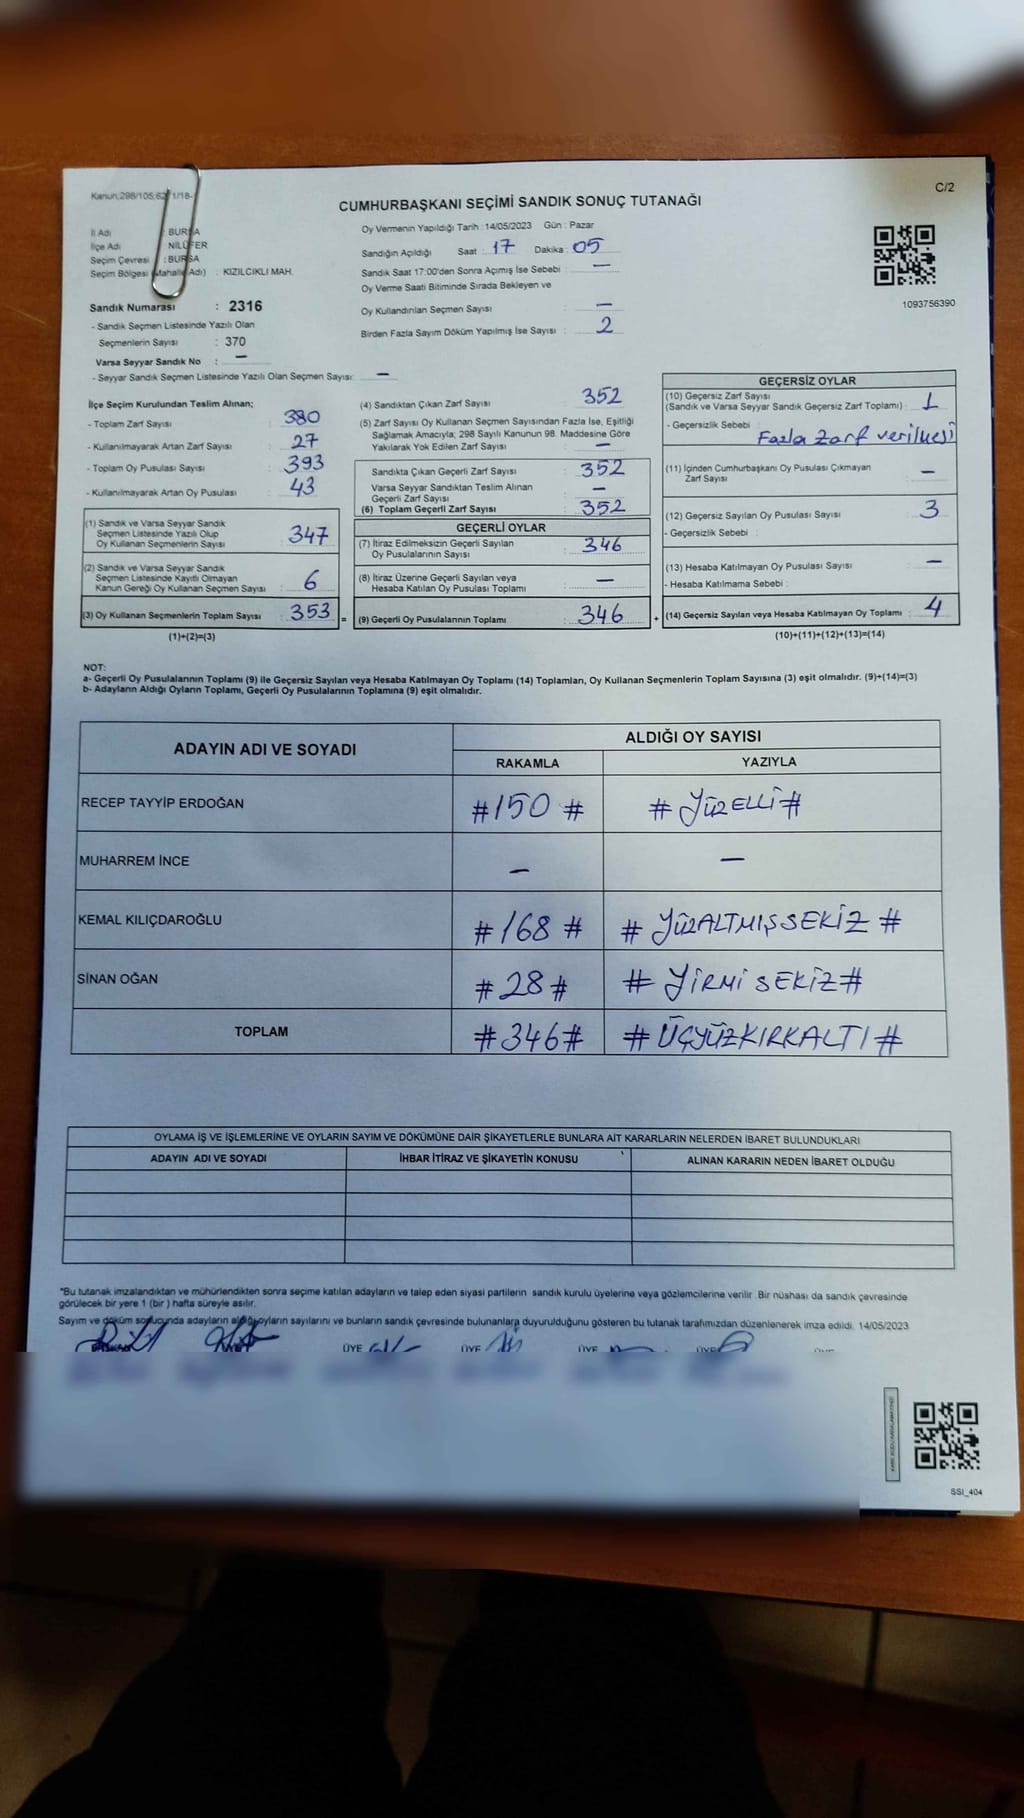 Kanun:298/105,62 1/18-
C/2
CUMHURBAŞKANI SEÇİMİ SANDIK SONUÇ TUTANAĞI
İl Adı : BURSA
İlçe Adı NİLÜFER
Seçim Çevresi : BURSA
Seçim Bölgesi (Mahalle Adı) : KIZILCIKLI MAH.
Oy Vermenin Yapıldığı Tarih : 14/05/2023 Gün : Pazar
Sandığın Açıldığı Saat : 17 Dakika : 05
Sandık Saat 17:00'den Sonra Açımış İse Sebebi : —
Oy Verme Saati Bitiminde Sırada Bekleyen ve
Oy Kullandırılan Seçmen Sayısı : —
Birden Fazla Sayım Döküm Yapılmış İse Sayısı : 2
1093756390
Sandık Numarası : 2316
- Sandık Seçmen Listesinde Yazılı Olan
Seçmenlerin Sayısı : 370
Varsa Seyyar Sandık No : —
- Seyyar Sandık Seçmen Listesinde Yazılı Olan Seçmen Sayısı: —
İlçe Seçim Kurulundan Teslim Alınan;
- Toplam Zarf Sayısı : 380
- Kullanılmayarak Artan Zarf Sayısı : 27
- Toplam Oy Pusulası Sayısı : 393
- Kullanılmayarak Artan Oy Pusulası : 43
(1) Sandık ve Varsa Seyyar Sandık
Seçmen Listesinde Yazılı Olup
Oy Kullanan Seçmenlerin Sayısı : 347
(2) Sandık ve Varsa Seyyar Sandık
Seçmen Listesinde Kayıtlı Olmayan
Kanun Gereği Oy Kullanan Seçmen Sayısı : 6
(3) Oy Kullanan Seçmenlerin Toplam Sayısı : 353 =
(1)+(2)=(3)
(4) Sandıktan Çıkan Zarf Sayısı : 352
(5) Zarf Sayısı Oy Kullanan Seçmen Sayısından Fazla İse, Eşitliği
Sağlamak Amacıyla; 298 Sayılı Kanunun 98. Maddesine Göre
Yakılarak Yok Edilen Zarf Sayısı : —
Sandıkta Çıkan Geçerli Zarf Sayısı : 352
Varsa Seyyar Sandıktan Teslim Alınan
Geçerli Zarf Sayısı : —
(6) Toplam Geçerli Zarf Sayısı : 352
GEÇERLİ OYLAR
(7) İtiraz Edilmeksizin Geçerli Sayılan
Oy Pusulalarının Sayısı : 346
(8) İtiraz Üzerine Geçerli Sayılan veya
Hesaba Katılan Oy Pusulası Toplamı : —
(9) Geçerli Oy Pusulalarının Toplamı : 346 +
GEÇERSİZ OYLAR
(10) Geçersiz Zarf Sayısı
(Sandık ve Varsa Seyyar Sandık Geçersiz Zarf Toplamı) : 1
- Geçersizlik Sebebi : Fazla Zarf verilmesi
(11) İçinden Cumhurbaşkanı Oy Pusulası Çıkmayan
Zarf Sayısı : —
(12) Geçersiz Sayılan Oy Pusulası Sayısı : 3
- Geçersizlik Sebebi :
(13) Hesaba Katılmayan Oy Pusulası Sayısı : —
- Hesaba Katılmama Sebebi :
(14) Geçersiz Sayılan veya Hesaba Katılmayan Oy Toplamı : 4
(10)+(11)+(12)+(13)=(14)
NOT:
a- Geçerli Oy Pusulalarının Toplamı (9) ile Geçersiz Sayılan veya Hesaba Katılmayan Oy Toplamı (14) Toplamları, Oy Kullanan Seçmenlerin Toplam Sayısına (3) eşit olmalıdır. (9)+(14)=(3)
b- Adayların Aldığı Oyların Toplamı, Geçerli Oy Pusulalarının Toplamına (9) eşit olmalıdır.
ADAYIN ADI VE SOYADI ALDIĞI OY SAYISI
RAKAMLA YAZIYLA
RECEP TAYYİP ERDOĞAN #150 # # YÜZELLİ #
MUHARREM İNCE — —
KEMAL KILIÇDAROĞLU #168 # # YÜZALTMIŞSEKİZ #
SİNAN OĞAN #28# # YİRMİ SEKİZ#
TOPLAM #346# #ÜÇYÜZKIRKALTI #
OYLAMA İŞ VE İŞLEMLERİNE VE OYLARIN SAYIM VE DÖKÜMÜNE DAİR ŞİKAYETLERLE BUNLARA AİT KARARLARIN NELERDEN İBARET BULUNDUKLARI
ADAYIN ADI VE SOYADI İHBAR İTİRAZ VE ŞİKAYETİN KONUSU ALINAN KARARIN NEDEN İBARET OLDUĞU
*Bu tutanak imzalandıktan ve mühürlendikten sonra seçime katılan adayların ve talep eden siyasi partilerin sandık kurulu üyelerine veya gözlemcilerine verilir .Bir nüshası da sandık çevresinde
görülecek bir yere 1 (bir ) hafta süreyle asılır.
Sayım ve döküm sonucunda adayların aldığı oyların sayılarını ve bunların sandık çevresinde bulunanlara duyurulduğunu gösteren bu tutanak tarafımızdan düzenlenerek imza edildi. 14/05/2023
ÜYE ÜYE ÜYE ÜYE
SSI_404